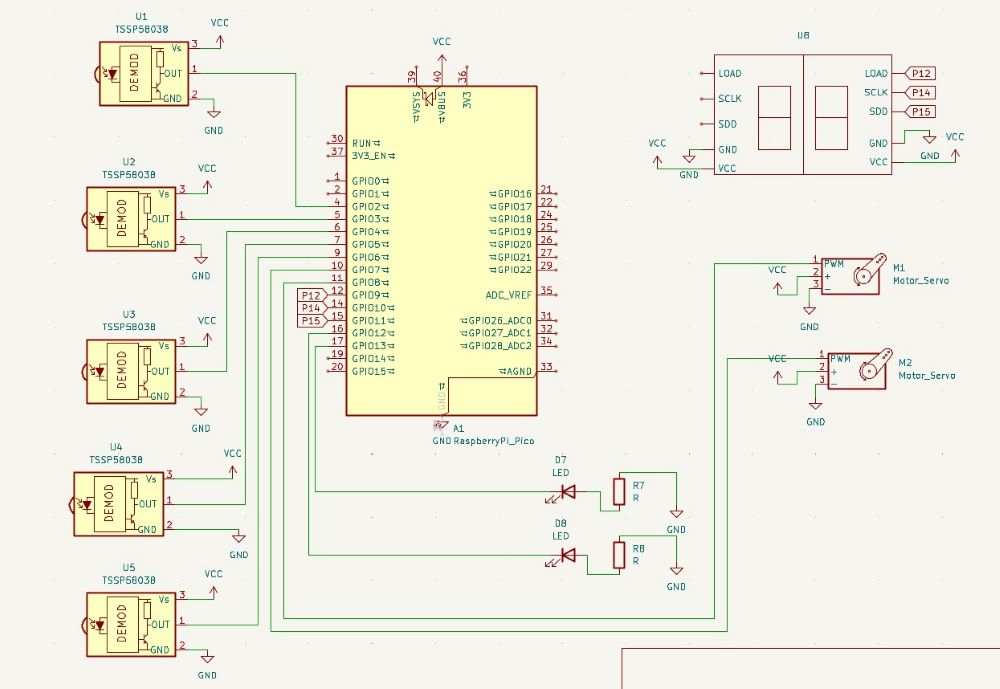 U1
TSSP58038
VCC
Vs 3
DEMOD
OUT 1
GND 2
GND
U2
TSSP58038
VCC
Vs 3
DEMOD
OUT 1
GND 2
GND
U3
TSSP58038
VCC
Vs 3
DEMOD
OUT 1
GND 2
GND
U4
TSSP58038
VCC
Vs 3
DEMOD
OUT 1
GND 2
GND
U5
TSSP58038
VCC
Vs 3
DEMOD
OUT 1
GND 2
GND
VCC
39 40 36
VSYS VBUS 3V3
30 RUN
37 3V3_EN
1 GPIO0
2 GPIO1
4 GPIO2
5 GPIO3
6 GPIO4
7 GPIO5
9 GPIO6
10 GPIO7
11 GPIO8
P12 12 GPIO9
P14 14 GPIO10
P15 15 GPIO11
16 GPIO12
17 GPIO13
19 GPIO14
20 GPIO15
GPIO16 21
GPIO17 22
GPIO18 24
GPIO19 25
GPIO20 26
GPIO21 27
GPIO22 29
ADC_VREF 35
GPIO26_ADC0 31
GPIO27_ADC1 32
GPIO28_ADC2 34
AGND 33
GND
A1
GND RaspberryPi_Pico
U8
LOAD LOAD P12
SCLK SCLK P14
SDD SDD P15
GND GND
VCC VCC
VCC
GND
GND
VCC
M1
Motor_Servo
1 PWM
2 +
3 -
VCC
GND
M2
Motor_Servo
1 PWM
2 +
3 -
VCC
GND
D7
LED
R7
R
GND
D8
LED
R8
R
GND